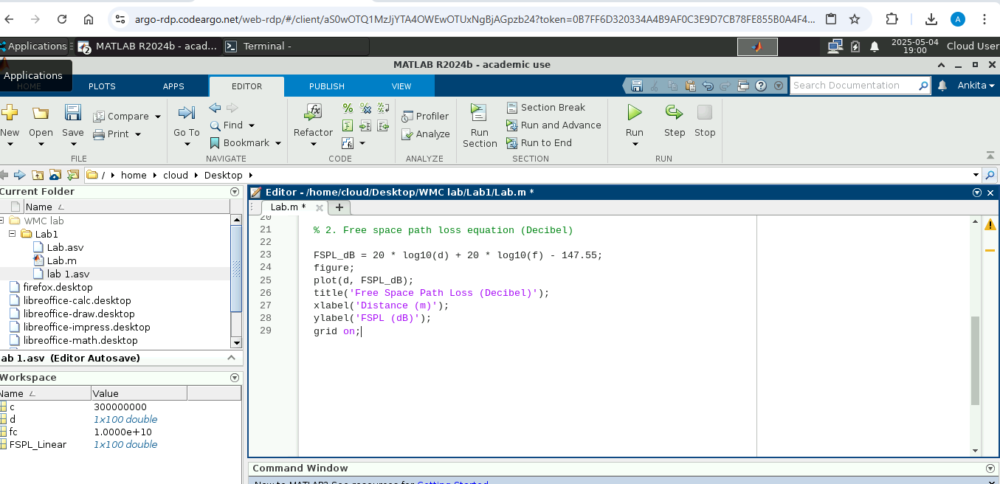 argo-rdp.codeargo.net/web-rdp/#/client/aS0wOTQ1MzJjYTA4OWEwOTUxNgBjAGpzb24?token=0B7FF6D320334A4B9AF0C3E9D7CB78FE855B0A4F4...
A
Applications
2
MATLAB R2024b - acad...
Terminal -
2025-05-04
19:00
Cloud User
MATLAB R2024b - academic use
Applications
HOME
PLOTS
APPS
EDITOR
PUBLISH
VIEW
Search Documentation
Ankita
New
Open
Save
Compare
Print
FILE
Go To
Find
Bookmark
NAVIGATE
Refactor
CODE
Profiler
Analyze
ANALYZE
Run
Section
Section Break
Run and Advance
Run to End
SECTION
Run
Step
Stop
RUN
/ home cloud Desktop
Current Folder
Name
WMC lab
Lab1
Lab.asv
Lab.m
lab 1.asv
firefox.desktop
libreoffice-calc.desktop
libreoffice-draw.desktop
libreoffice-impress.desktop
libreoffice-math.desktop
ab 1.asv (Editor Autosave)
Workspace
Name Value
c 300000000
d 1x100 double
fc 1.0000e+10
FSPL_Linear 1x100 double
Editor - /home/cloud/Desktop/WMC lab/Lab1/Lab.m *
Lab.m *
20
21 % 2. Free space path loss equation (Decibel)
22
23 FSPL_dB = 20 * log10(d) + 20 * log10(f) - 147.55;
24 figure;
25 plot(d, FSPL_dB);
26 title('Free Space Path Loss (Decibel)');
27 xlabel('Distance (m)');
28 ylabel('FSPL (dB)');
29 grid on;
Command Window
New to MATLAB? See resources for Getting Started